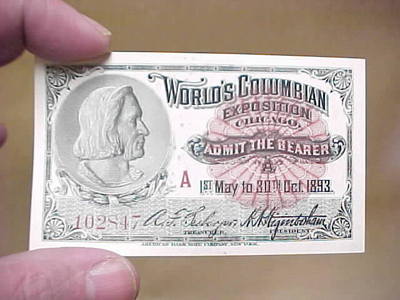 WORLD'S COLUMBIAN
EXPOSITION
CHICAGO,
ADMIT THE BEARER
A
A
1ST MAY TO 30TH OCT. 1893.
102847
TREASURER.
PRESIDENT.
AMERICAN BANK NOTE COMPANY, NEW YORK.